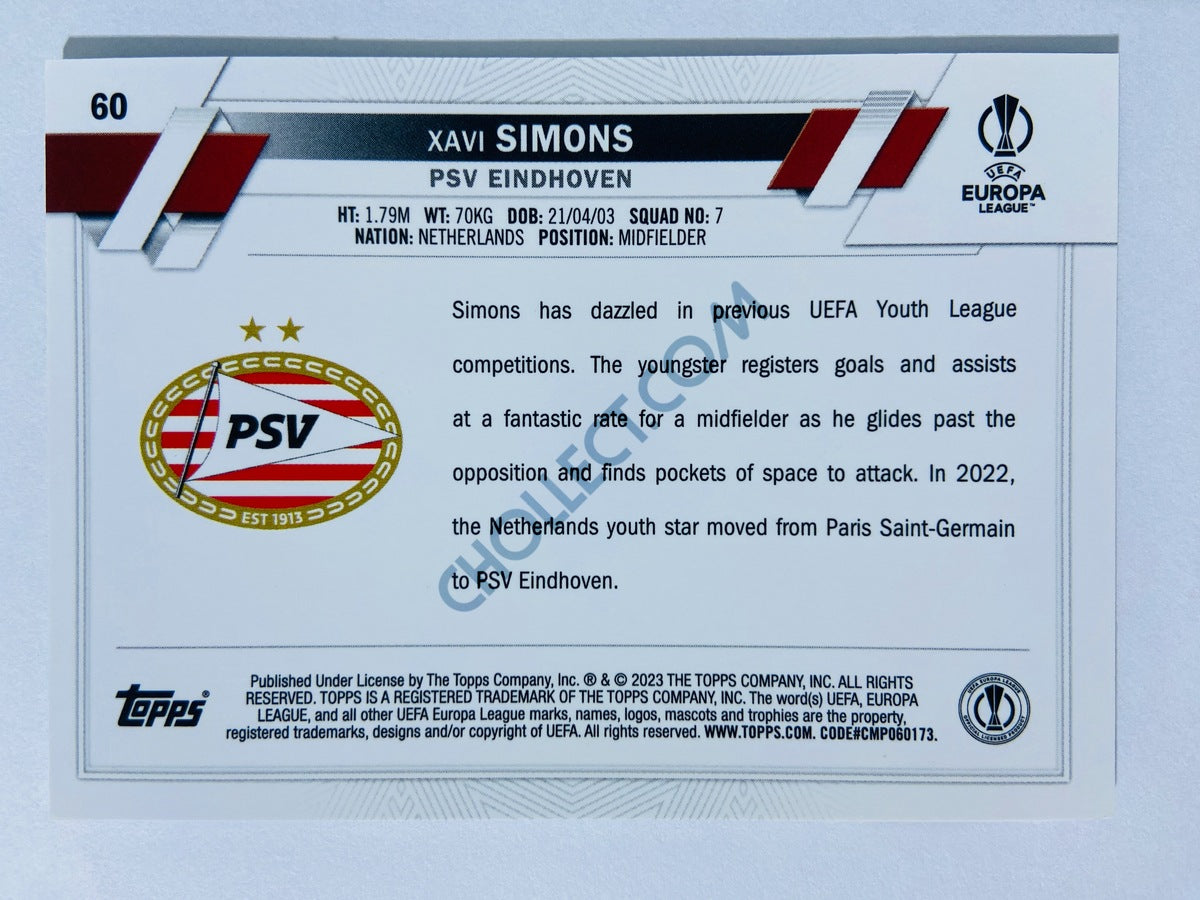 60
XAVI SIMONS
PSV EINDHOVEN
HT: 1.79M WT: 70KG DOB: 21/04/03 SQUAD NO: 7
NATION: NETHERLANDS POSITION: MIDFIELDER
UEFA
EUROPA
LEAGUE™
PSV
EST 1913
Simons has dazzled in previous UEFA Youth League
competitions. The youngster registers goals and assists
at a fantastic rate for a midfielder as he glides past the
opposition and finds pockets of space to attack. In 2022,
the Netherlands youth star moved from Paris Saint-Germain
to PSV Eindhoven.
CHOLLECT.COM
Topps®
Published Under License by The Topps Company, Inc. ® & © 2023 THE TOPPS COMPANY, INC. ALL RIGHTS
RESERVED. TOPPS IS A REGISTERED TRADEMARK OF THE TOPPS COMPANY, INC. The word(s) UEFA, EUROPA
LEAGUE, and all other UEFA Europa League marks, names, logos, mascots and trophies are the property,
registered trademarks, designs and/or copyright of UEFA. All rights reserved. WWW.TOPPS.COM. CODE#CMP060173.
UEFA EUROPA LEAGUE
OFFICIAL LICENSED PRODUCT